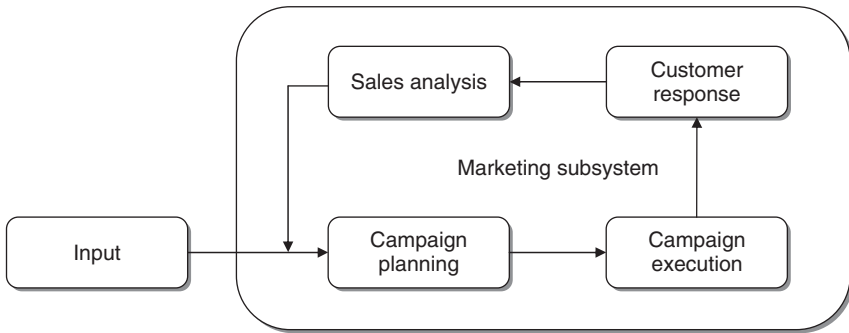 Sales analysis
Customer
response
Marketing subsystem
Input
Campaign
planning
Campaign
execution